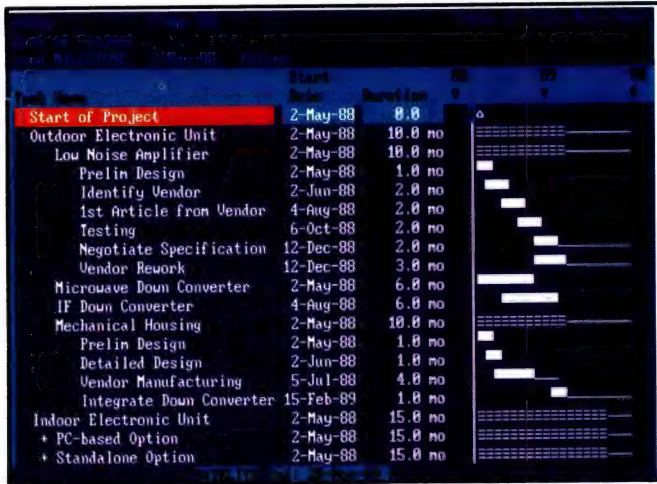 MILESTONE
Start 88 89 90
Task Name Date Duration
Start of Project 2-May-88 0.0
Outdoor Electronic Unit 2-May-88 10.0 mo
Low Noise Amplifier 2-May-88 10.0 mo
Prelim Design 2-May-88 1.0 mo
Identify Vendor 2-Jun-88 2.0 mo
1st Article from Vendor 4-Aug-88 2.0 mo
Testing 6-Oct-88 2.0 mo
Negotiate Specification 12-Dec-88 2.0 mo
Vendor Rework 12-Dec-88 3.0 mo
Microwave Down Converter 2-May-88 6.0 mo
IF Down Converter 4-Aug-88 6.0 mo
Mechanical Housing 2-May-88 10.0 mo
Prelim Design 2-May-88 1.0 mo
Detailed Design 2-Jun-88 1.0 mo
Vendor Manufacturing 5-Jul-88 4.0 mo
Integrate Down Converter 15-Feb-89 1.0 mo
Indoor Electronic Unit 2-May-88 15.0 mo
+ PC-based Option 2-May-88 15.0 mo
+ Standalone Option 2-May-88 15.0 mo